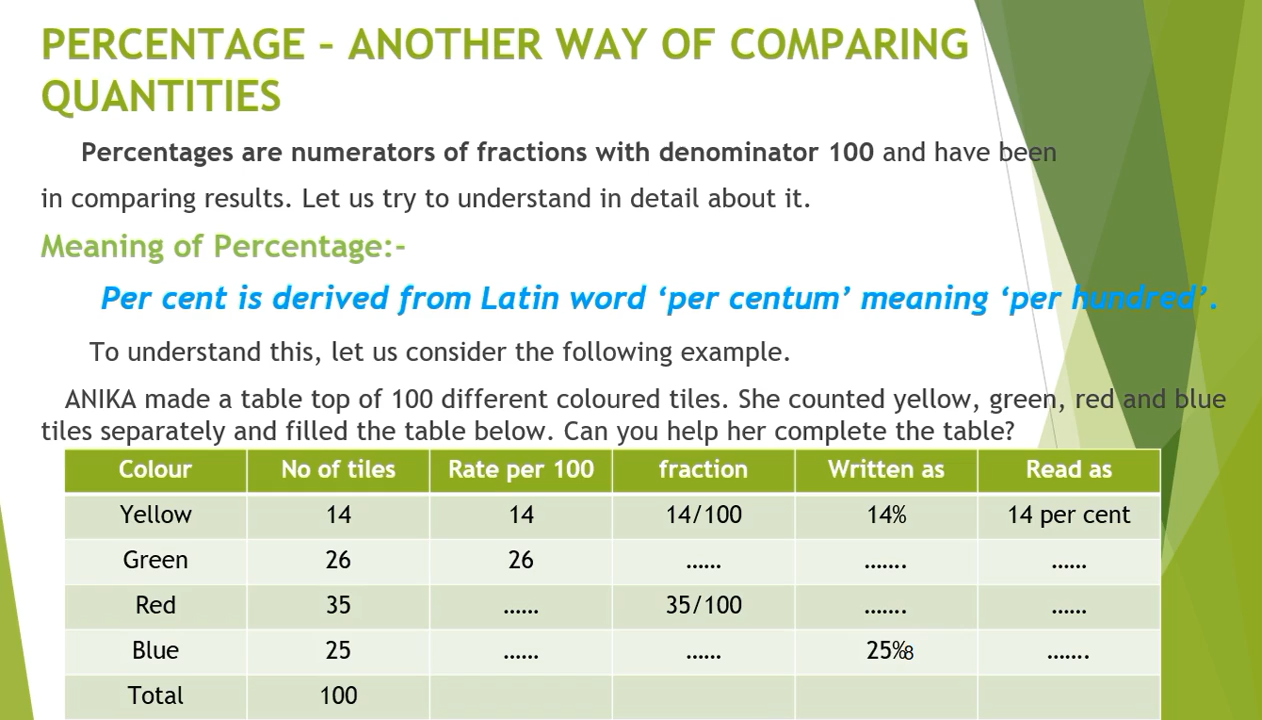 PERCENTAGE – ANOTHER WAY OF COMPARING
QUANTITIES
Percentages are numerators of fractions with denominator 100 and have been
in comparing results. Let us try to understand in detail about it.
Meaning of Percentage:-
Per cent is derived from Latin word ‘per centum’ meaning ‘per hundred’.
To understand this, let us consider the following example.
ANIKA made a table top of 100 different coloured tiles. She counted yellow, green, red and blue
tiles separately and filled the table below. Can you help her complete the table?
Colour No of tiles Rate per 100 fraction Written as Read as
Yellow 14 14 14/100 14% 14 per cent
Green 26 26 ...... ....... ......
Red 35 ...... 35/100 ....... ......
Blue 25 ...... ...... 25% 8 .......
Total 100